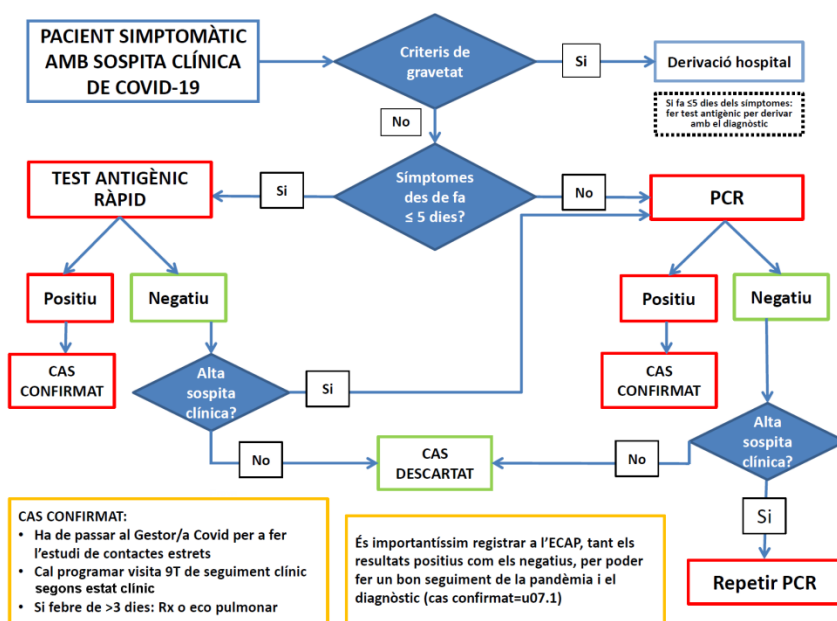 PACIENT SIMPTOMÀTIC
AMB SOSPITA CLÍNICA
DE COVID-19
Criteris de
gravetat
Si
Derivació hospital
Si fa ≤5 dies dels símptomes:
fer test antigènic per derivar
amb el diagnòstic
No
TEST ANTIGÈNIC
RÀPID
Si
Símptomes
des de fa
≤ 5 dies?
No
PCR
Positiu
Negatiu
Positiu
Negatiu
CAS
CONFIRMAT
Alta
sospita
clínica?
Si
CAS
CONFIRMAT
Alta
sospita
clínica?
No
CAS
DESCARTAT
No
Si
Repetir PCR
CAS CONFIRMAT:
• Ha de passar al Gestor/a Covid per a fer
l'estudi de contactes estrets
• Cal programar visita 9T de seguiment clínic
segons estat clínic
• Si febre de >3 dies: Rx o eco pulmonar
És importantíssim registrar a l'ECAP, tant els
resultats positius com els negatius, per poder
fer un bon seguiment de la pandèmia i el
diagnòstic (cas confirmat=u07.1)